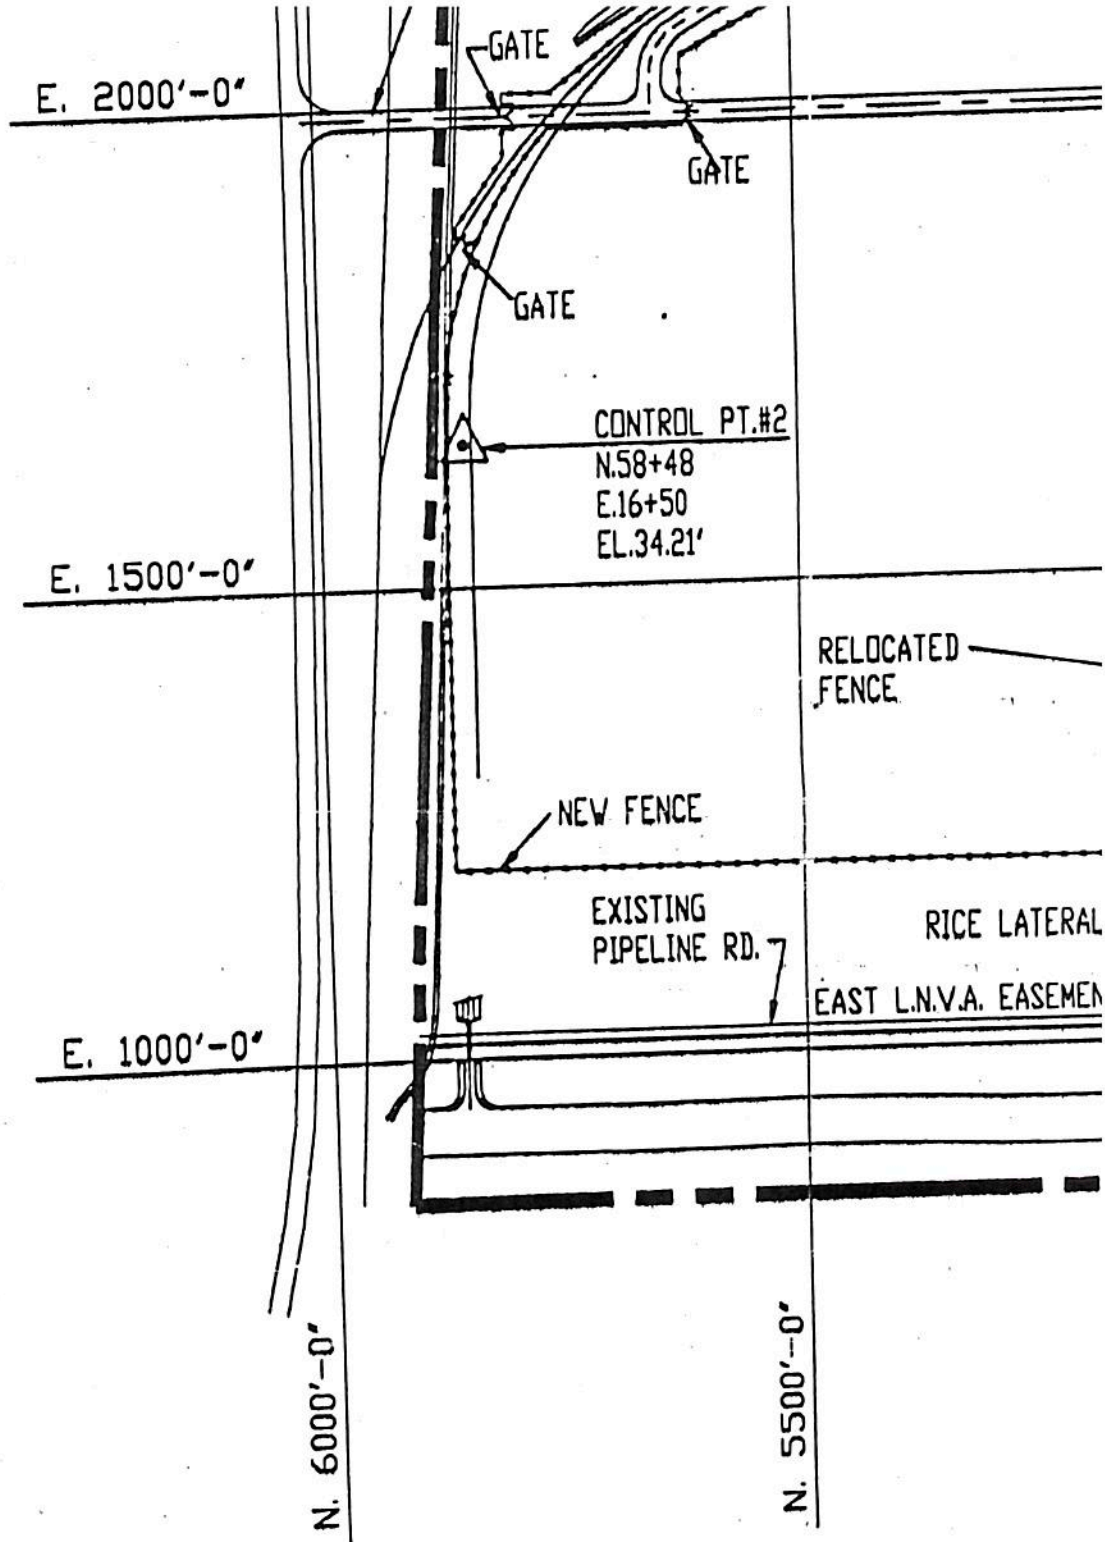 GATE
E. 2000'-0"
GATE
GATE
CONTROL PT.#2
N.58+48
E.16+50
EL.34.21'
E. 1500'-0"
RELOCATED
FENCE
NEW FENCE
EXISTING
PIPELINE RD.
RICE LATERAL
EAST L.N.V.A. EASEMEN
E. 1000'-0"
N. 6000'-0"
N. 5500'-0"